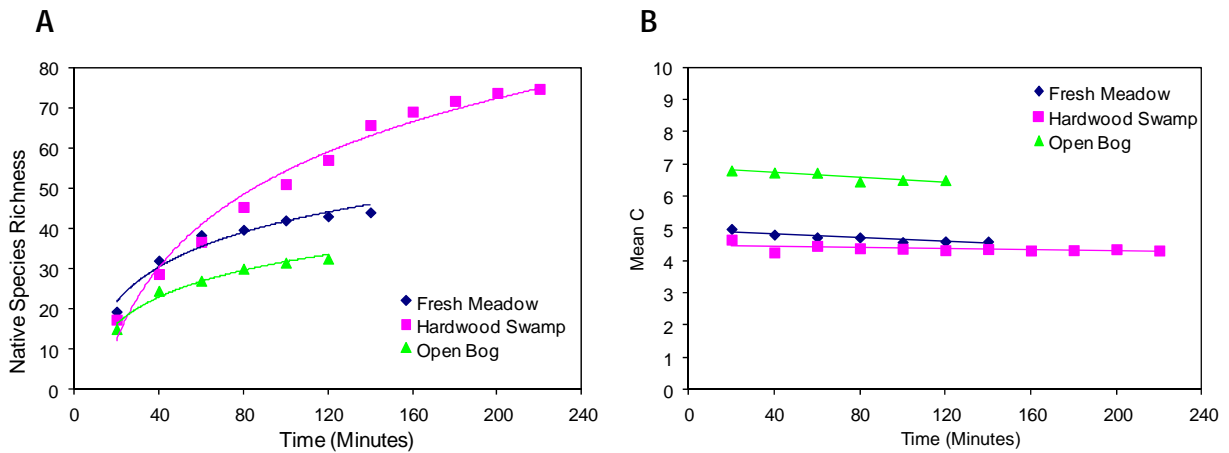 A
Native Species Richness
80
70
60
50
40
30
20
10
0
Fresh Meadow
Hardwood Swamp
Open Bog
0 40 80 120 160 200 240
Time (Minutes)
B
Mean C
10
9
8
7
6
5
4
3
2
1
0
Fresh Meadow
Hardwood Swamp
Open Bog
0 40 80 120 160 200 240
Time (Minutes)